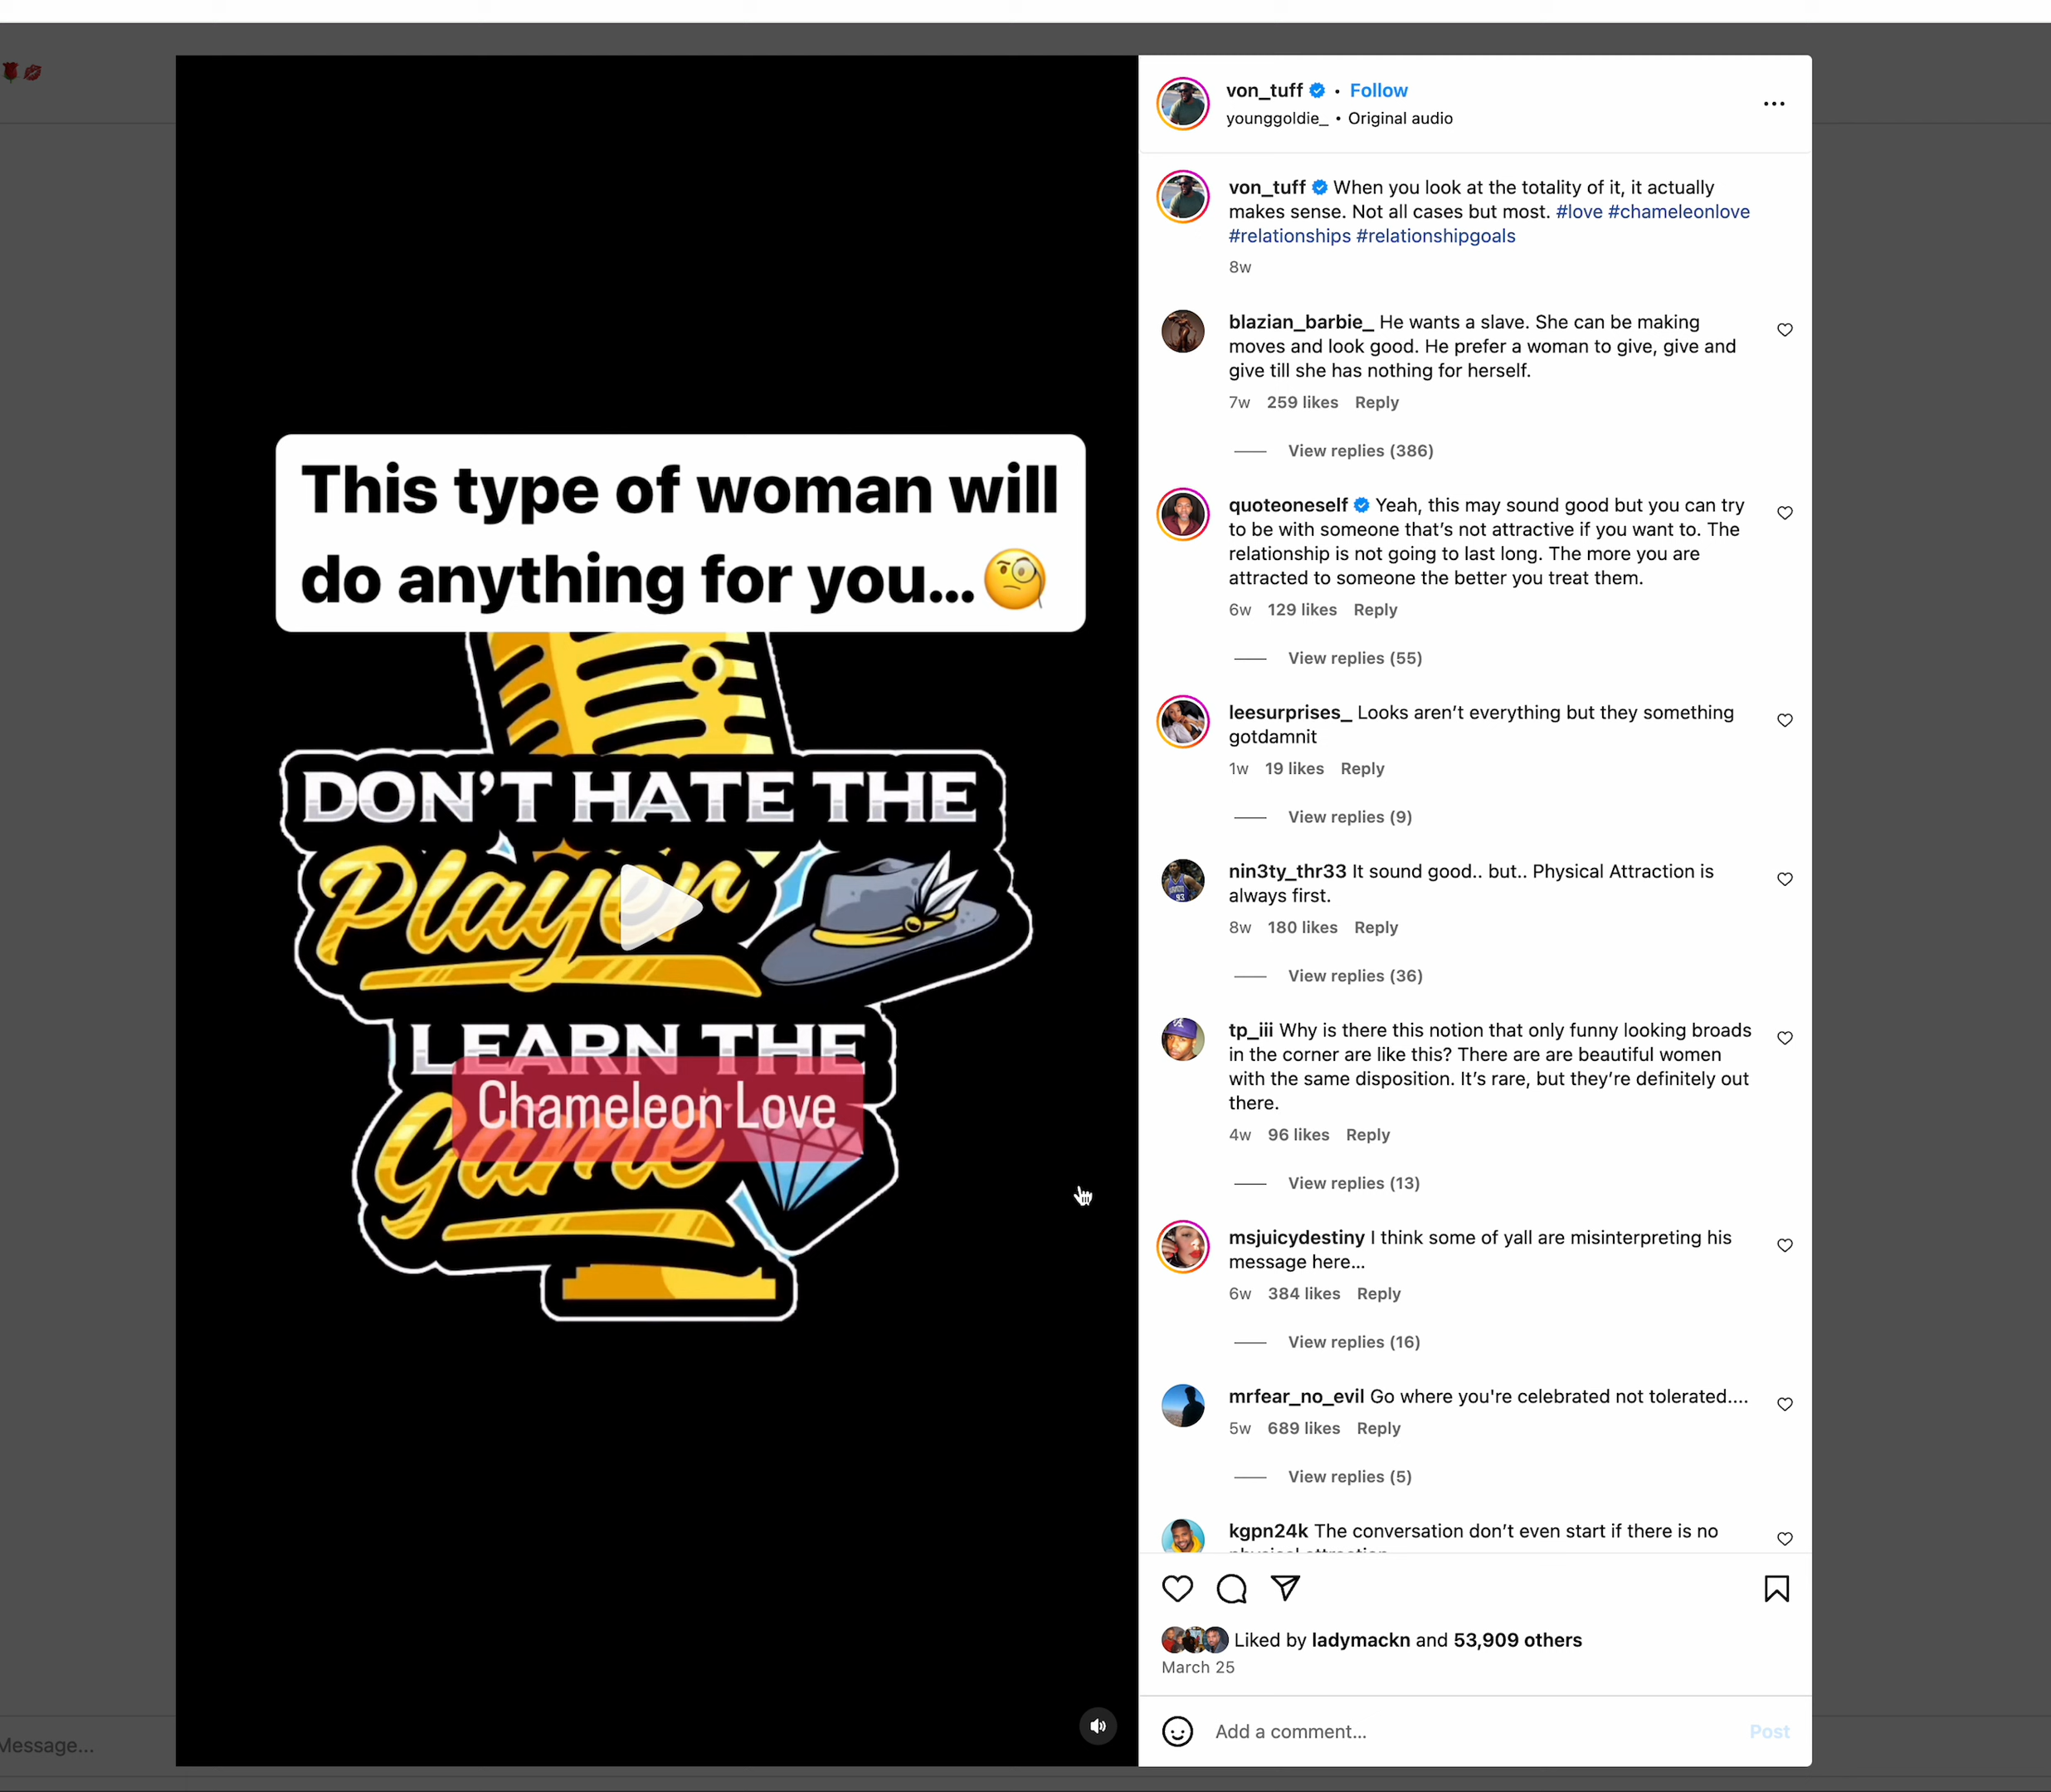 This type of woman will
do anything for you...🧐
DON'T HATE THE
Player
LEARN THE
Game
Chameleon Love
von_tuff • Follow
younggoldie_ • Original audio
von_tuff When you look at the totality of it, it actually
makes sense. Not all cases but most. #love #chameleonlove
#relationships #relationshipgoals
8w
blazian_barbie_ He wants a slave. She can be making
moves and look good. He prefer a woman to give, give and
give till she has nothing for herself.
7w 259 likes Reply
View replies (386)
quoteoneself Yeah, this may sound good but you can try
to be with someone that’s not attractive if you want to. The
relationship is not going to last long. The more you are
attracted to someone the better you treat them.
6w 129 likes Reply
View replies (55)
leesurprises_ Looks aren’t everything but they something
gotdamnit
1w 19 likes Reply
View replies (9)
nin3ty_thr33 It sound good.. but.. Physical Attraction is
always first.
8w 180 likes Reply
View replies (36)
tp_iii Why is there this notion that only funny looking broads
in the corner are like this? There are are beautiful women
with the same disposition. It’s rare, but they’re definitely out
there.
4w 96 likes Reply
View replies (13)
msjuicydestiny I think some of yall are misinterpreting his
message here...
6w 384 likes Reply
View replies (16)
mrfear_no_evil Go where you're celebrated not tolerated....
5w 689 likes Reply
View replies (5)
kgpn24k The conversation don’t even start if there is no
Liked by ladymackn and 53,909 others
March 25
Add a comment...
Post
Message...